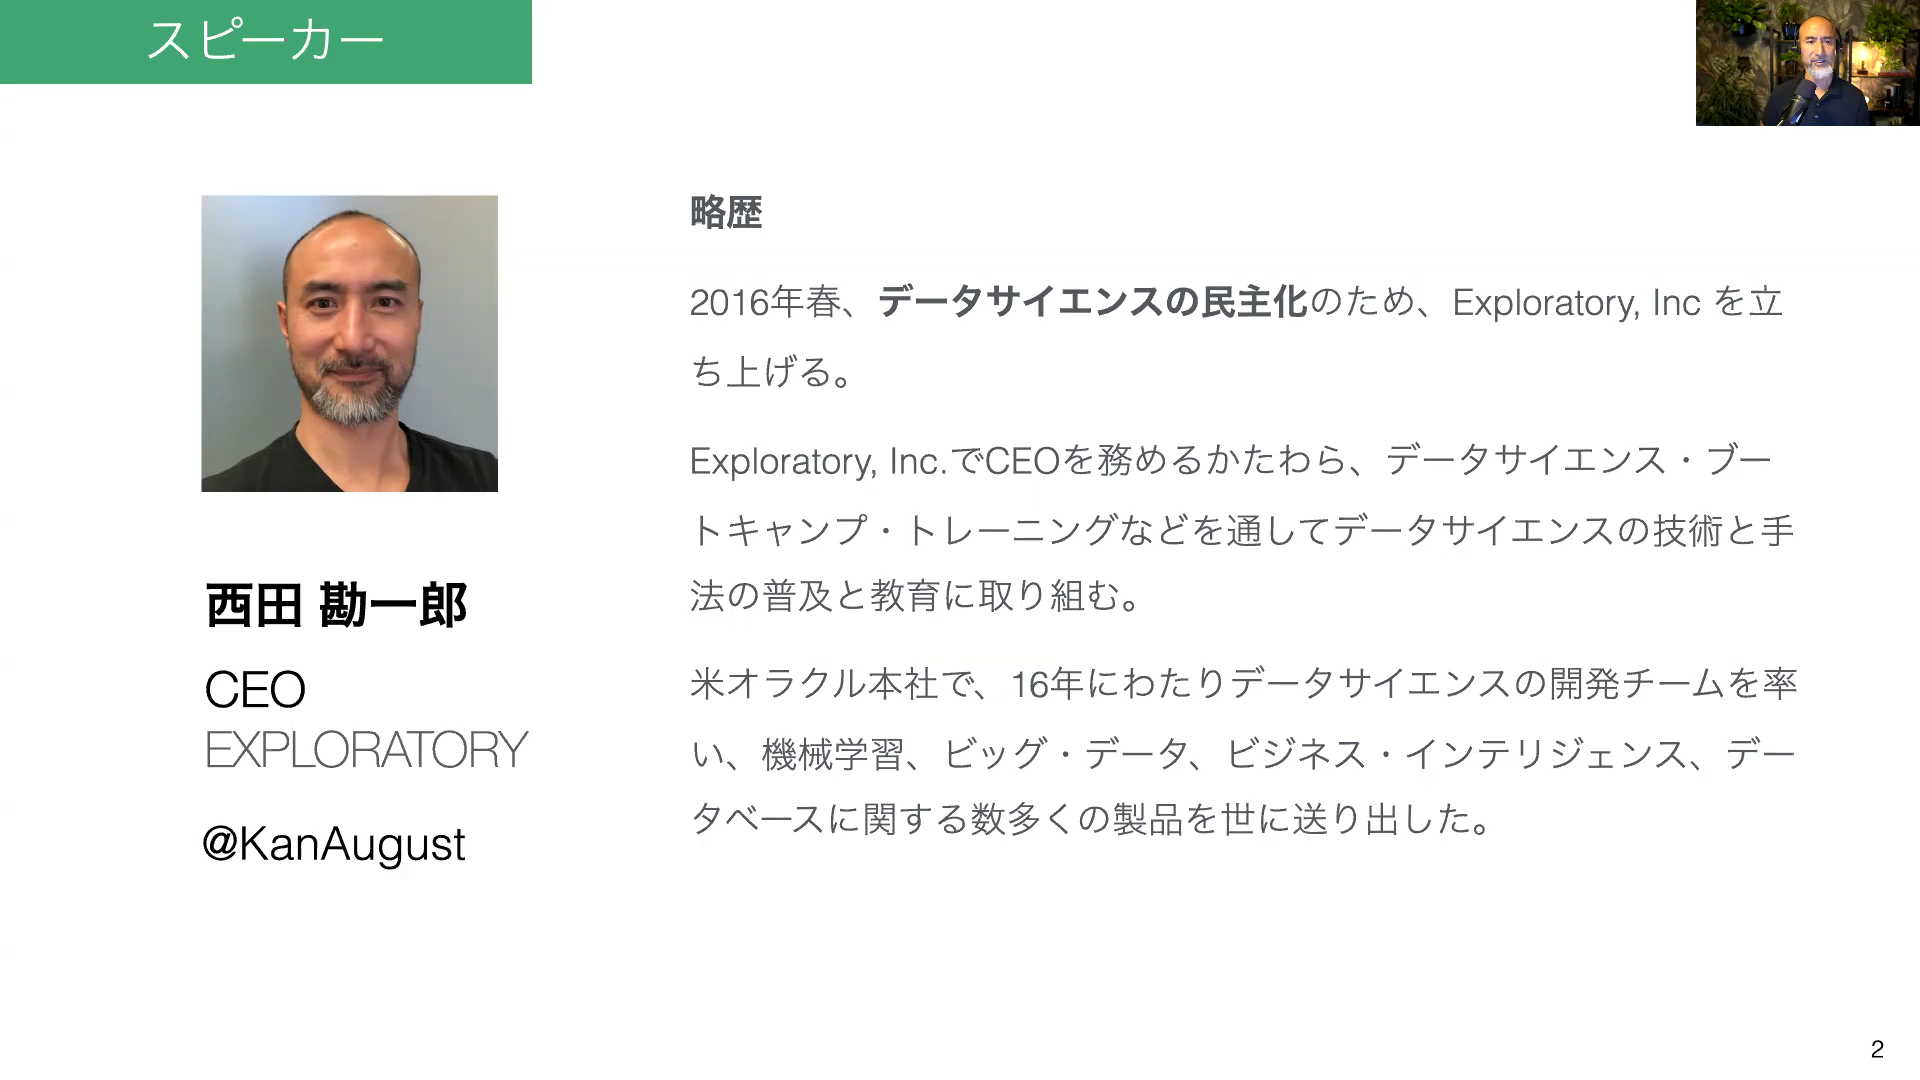 スピーカー
西田 勘一郎
CEO
EXPLORATORY
@KanAugust
略歴
2016年春、データサイエンスの民主化のため、Exploratory, Inc を立
ち上げる。
Exploratory, Inc.でCEOを務めるかたわら、データサイエンス・ブー
トキャンプ・トレーニングなどを通してデータサイエンスの技術と手
法の普及と教育に取り組む。
米オラクル本社で、16年にわたりデータサイエンスの開発チームを率
い、機械学習、ビッグ・データ、ビジネス・インテリジェンス、デー
タベースに関する数多くの製品を世に送り出した。
2